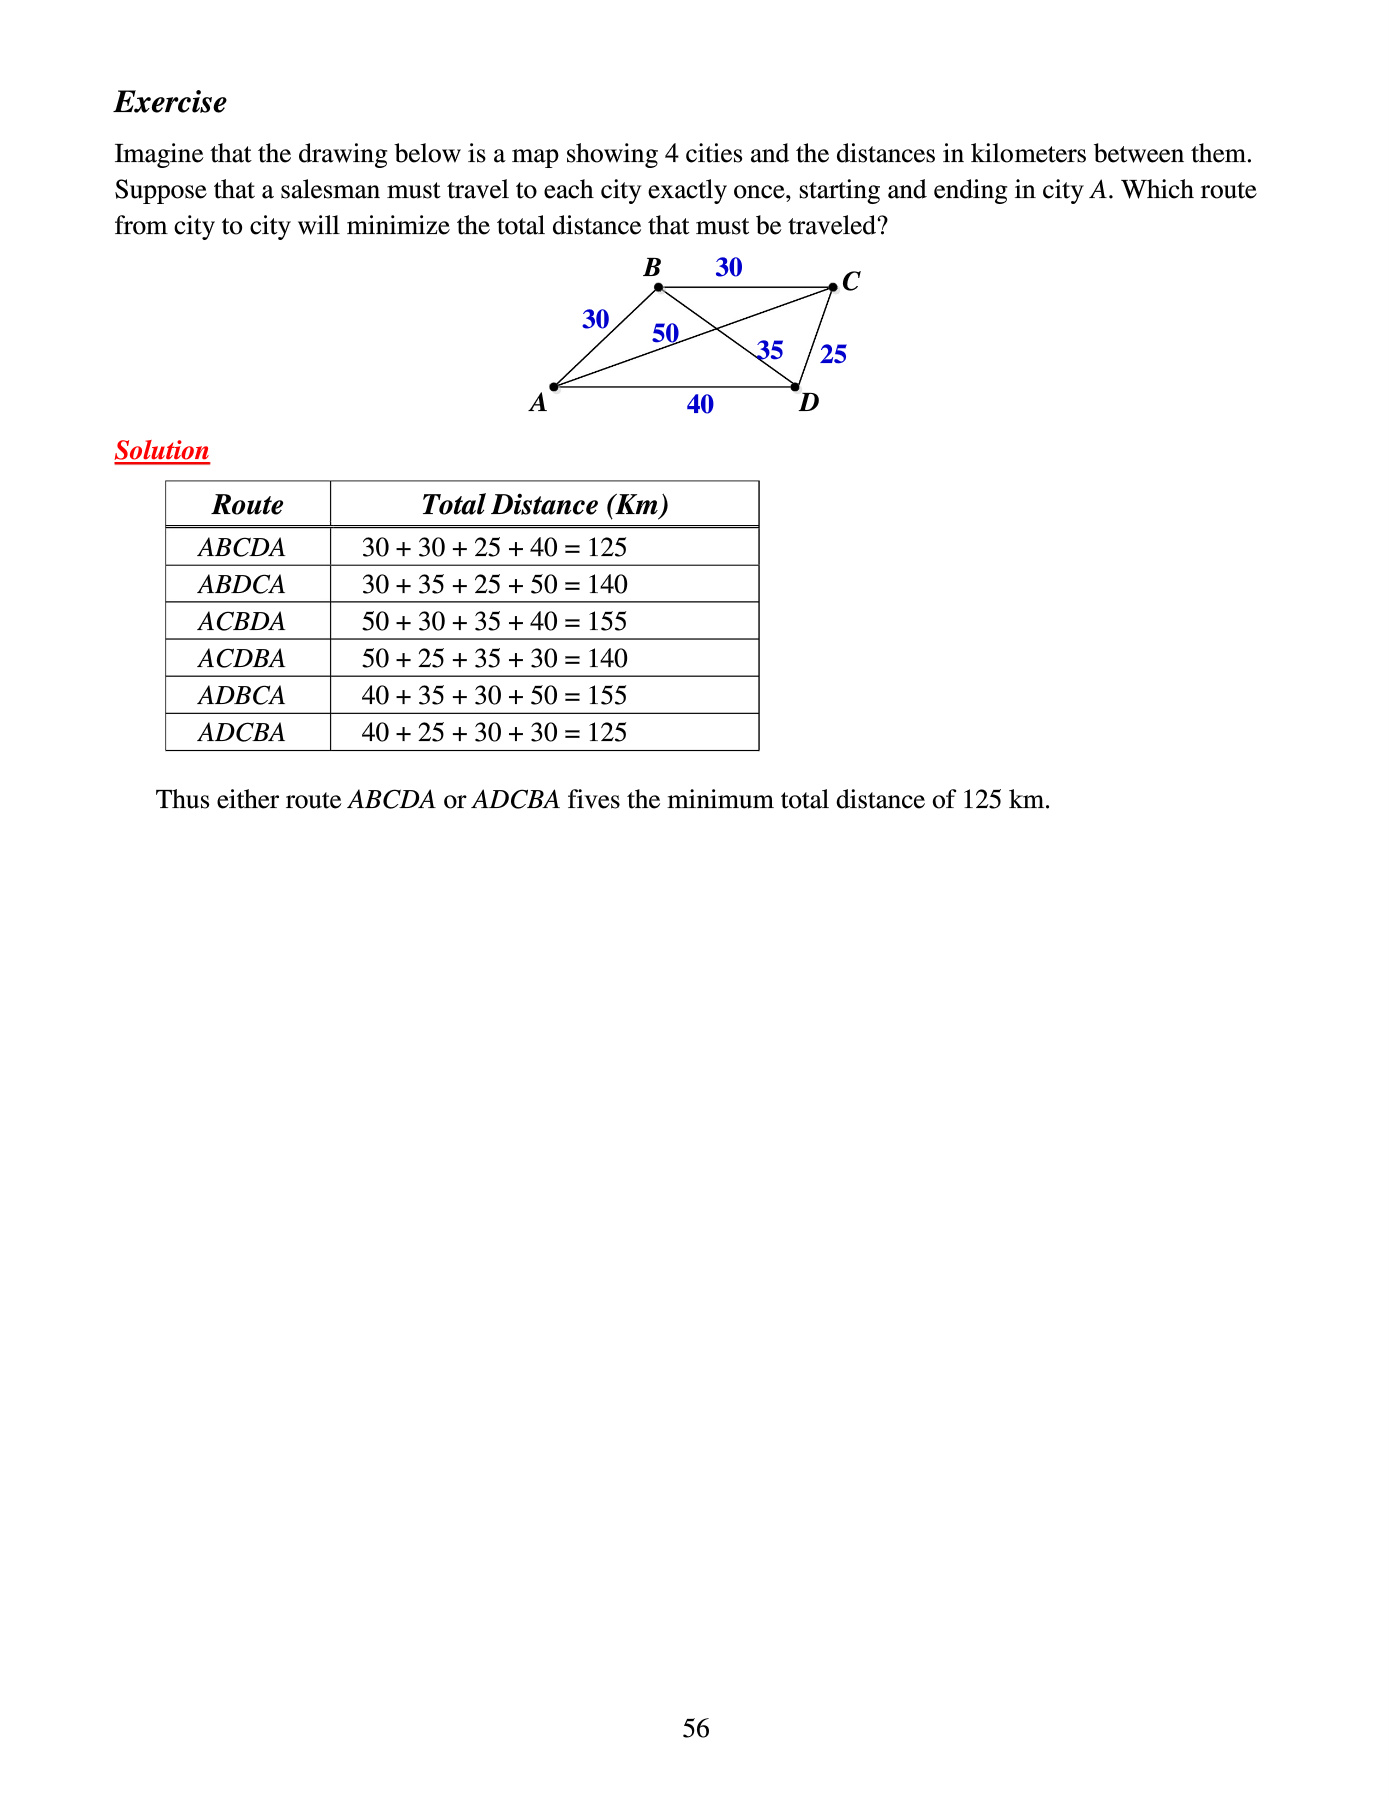 Exercise
Imagine that the drawing below is a map showing 4 cities and the distances in kilometers between them.
Suppose that a salesman must travel to each city exactly once, starting and ending in city A. Which route
from city to city will minimize the total distance that must be traveled?
B 30 C
30 50 35 25
A 40 D
Solution
Route Total Distance (Km)
ABCDA 30 + 30 + 25 + 40 = 125
ABDCA 30 + 35 + 25 + 50 = 140
ACBDA 50 + 30 + 35 + 40 = 155
ACDBA 50 + 25 + 35 + 30 = 140
ADBCA 40 + 35 + 30 + 50 = 155
ADCBA 40 + 25 + 30 + 30 = 125
Thus either route ABCDA or ADCBA fives the minimum total distance of 125 km.
56